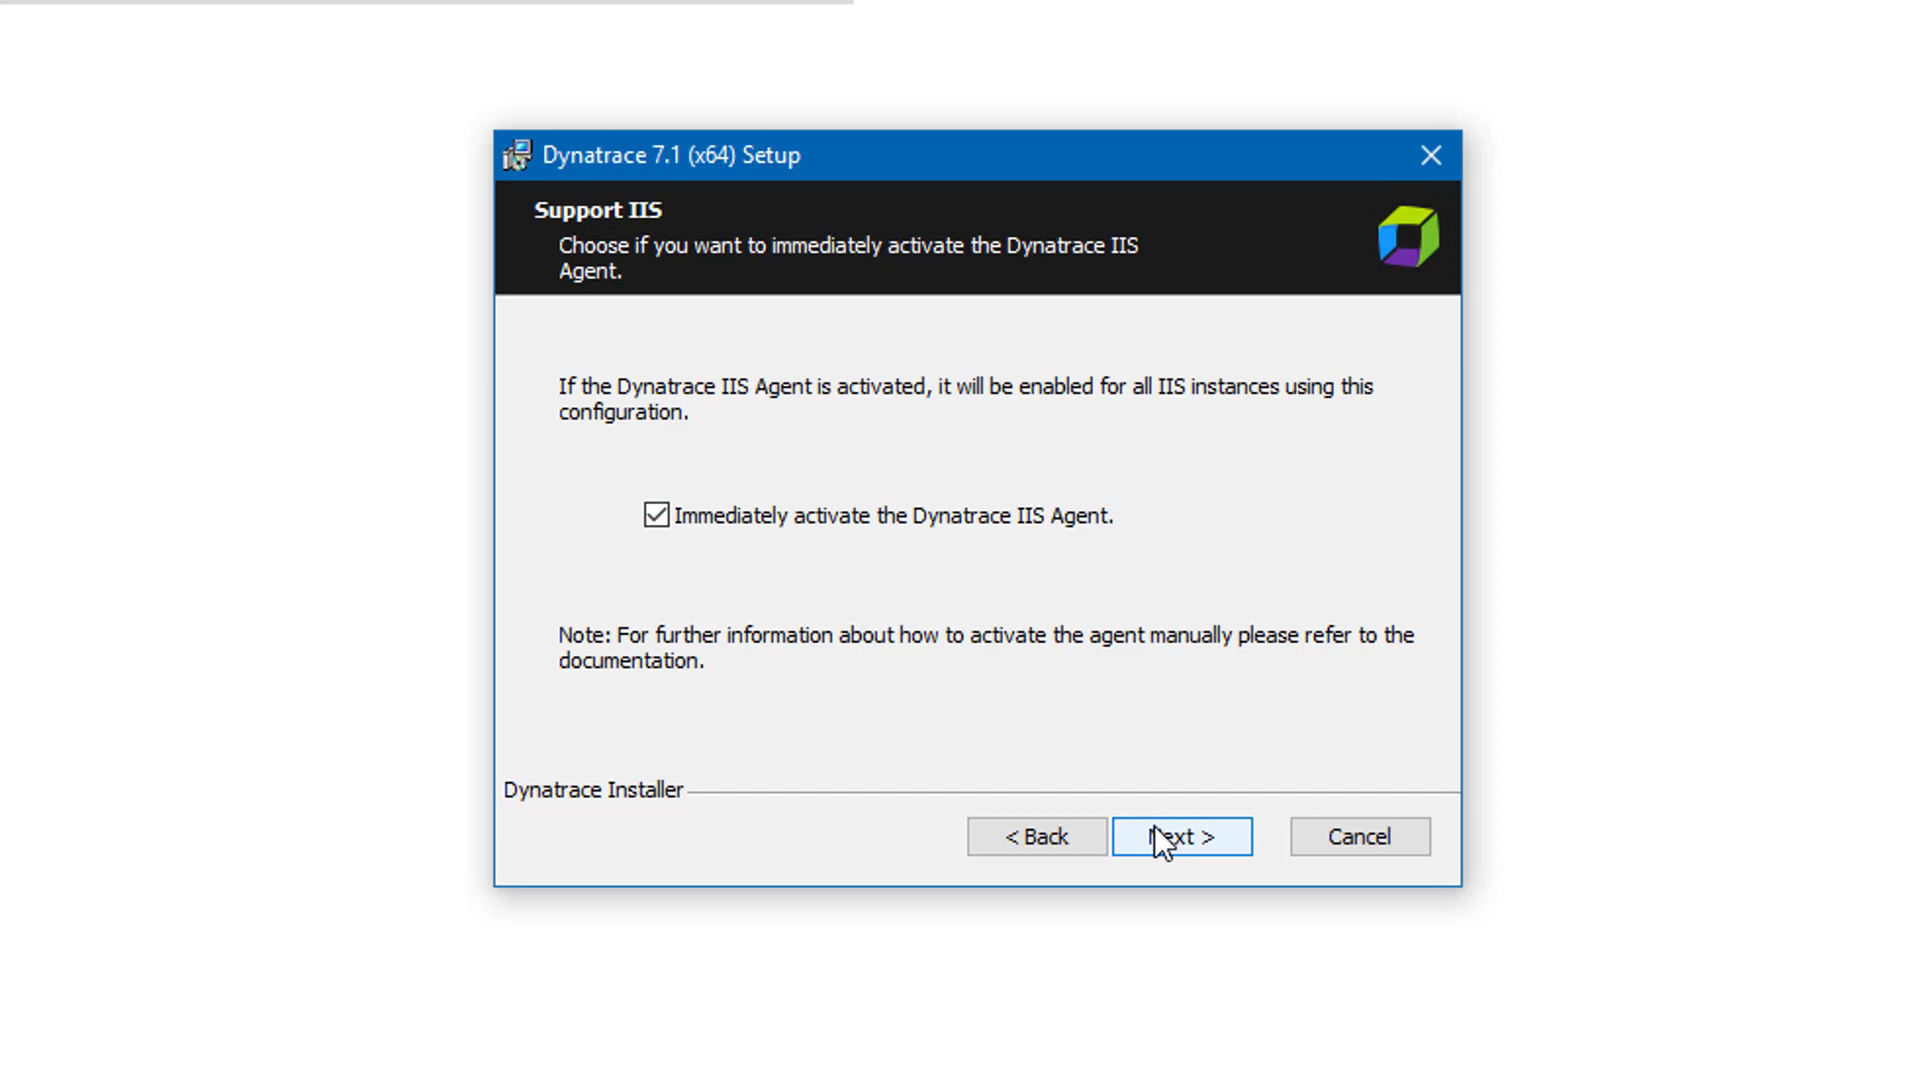 Dynatrace 7.1 (x64) Setup
Support IIS
Choose if you want to immediately activate the Dynatrace IIS
Agent.
If the Dynatrace IIS Agent is activated, it will be enabled for all IIS instances using this
configuration.
Immediately activate the Dynatrace IIS Agent.
Note: For further information about how to activate the agent manually please refer to the
documentation.
Dynatrace Installer
< Back
Next >
Cancel